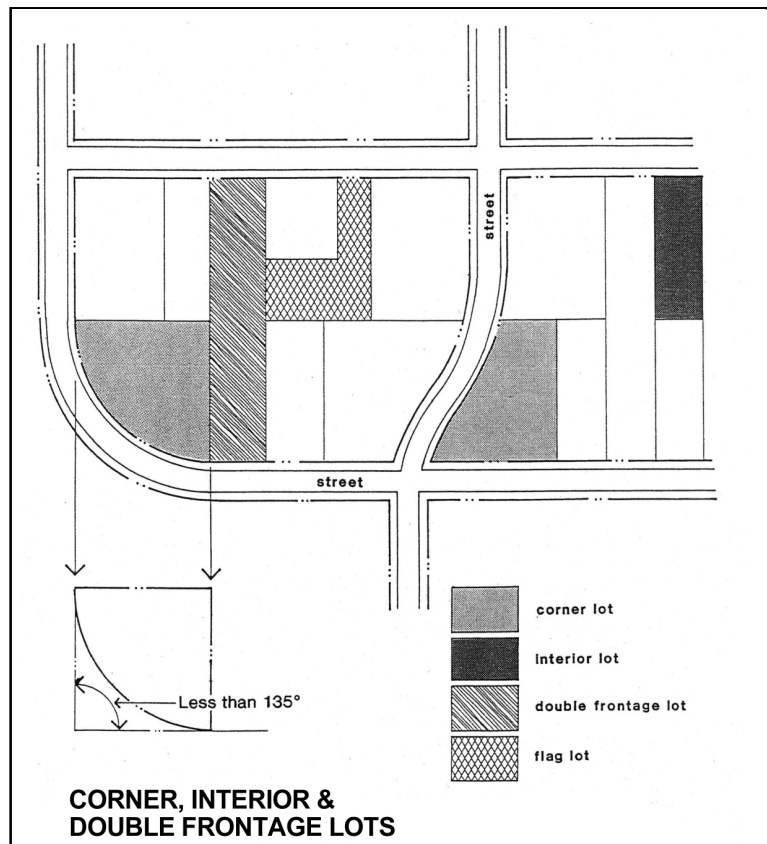 street
street
Less than 135°
corner lot
interior lot
double frontage lot
flag lot
CORNER, INTERIOR &
DOUBLE FRONTAGE LOTS